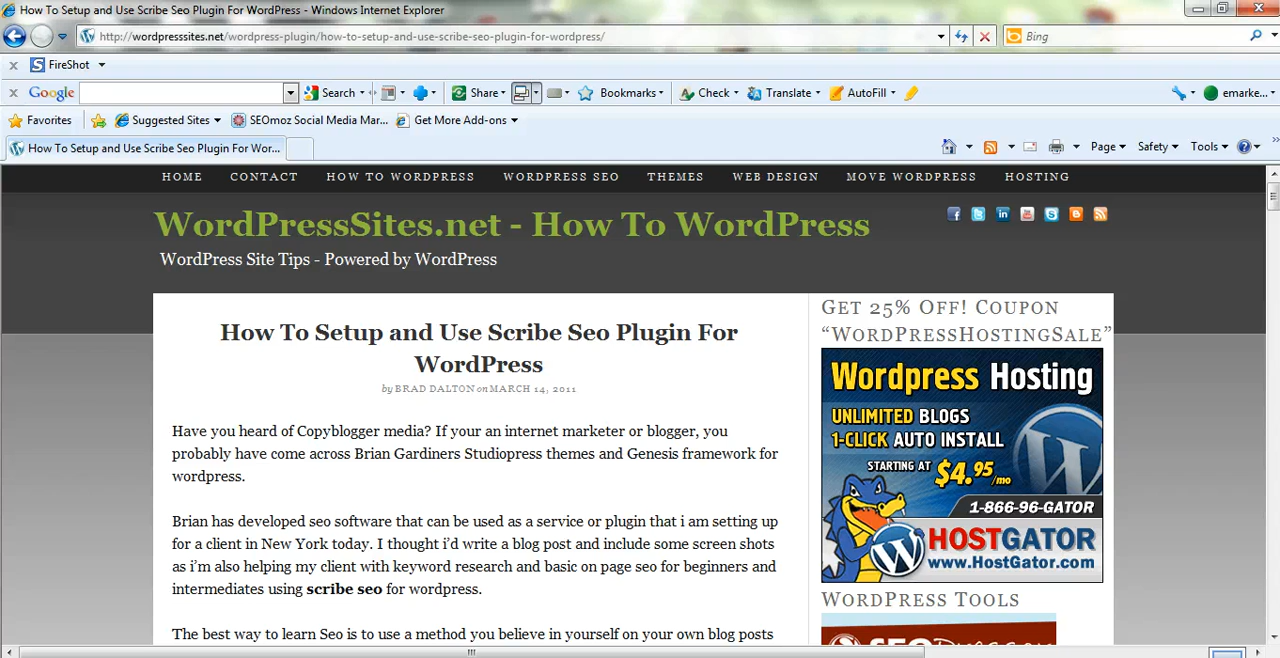 How To Setup and Use Scribe Seo Plugin For WordPress - Windows Internet Explorer
http://wordpresssites.net/wordpress-plugin/how-to-setup-and-use-scribe-seo-plugin-for-wordpress/
Bing
FireShot
Google
Search
Share
Bookmarks
Check
Translate
AutoFill
emarke...
Favorites
Suggested Sites
SEOmoz Social Media Mar...
Get More Add-ons
How To Setup and Use Scribe Seo Plugin For Wor...
Page
Safety
Tools
HOME CONTACT HOW TO WORDPRESS WORDPRESS SEO THEMES WEB DESIGN MOVE WORDPRESS HOSTING
WordPressSites.net - How To WordPress
WordPress Site Tips - Powered by WordPress
How To Setup and Use Scribe Seo Plugin For
WordPress
by BRAD DALTON on MARCH 14, 2011
Have you heard of Copyblogger media? If your an internet marketer or blogger, you
probably have come across Brian Gardiners Studiopress themes and Genesis framework for
wordpress.
Brian has developed seo software that can be used as a service or plugin that i am setting up
for a client in New York today. I thought i'd write a blog post and include some screen shots
as i'm also helping my client with keyword research and basic on page seo for beginners and
intermediates using scribe seo for wordpress.
The best way to learn Seo is to use a method you believe in yourself on your own blog posts
GET 25% OFF! COUPON
“WORDPRESSHOSTINGSALE”
Wordpress Hosting
UNLIMITED BLOGS
1-CLICK AUTO INSTALL
STARTING AT $4.95/mo
1-866-96-GATOR
HOSTGATOR
www.HostGator.com
WORDPRESS TOOLS